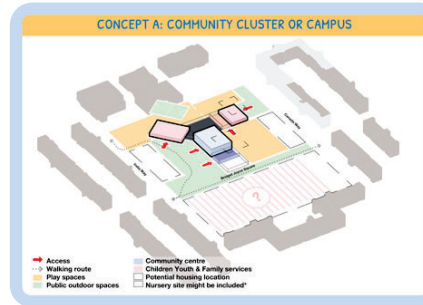 CONCEPT A: COMMUNITY CLUSTER OR CAMPUS
?
Access
Walking route
Play spaces
Public outdoor spaces
Community centre
Children Youth & Family services
Potential housing location
Nursery site might be included*